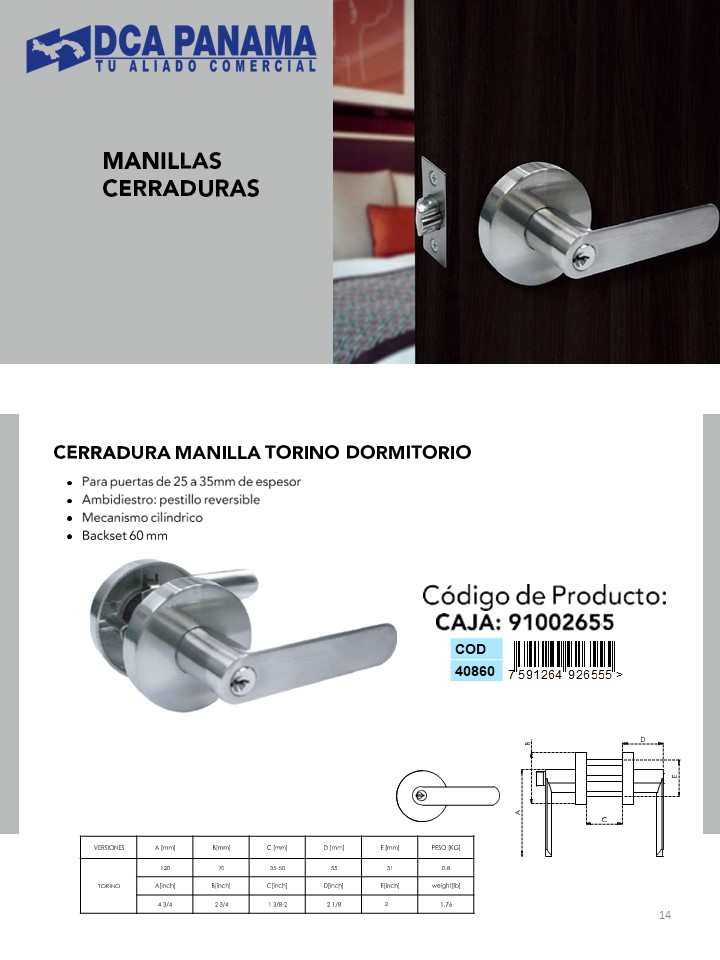 DCA PANAMA
TU ALIADO COMERCIAL
MANILLAS
CERRADURAS
CERRADURA MANILLA TORINO DORMITORIO
• Para puertas de 25 a 35mm de espesor
• Ambidiestro: pestillo reversible
• Mecanismo cilíndrico
• Backset 60 mm
Código de Producto:
CAJA: 91002655
COD
40860
7 591264 926555 >
B
D
E
A
C
VERSIONES A [mm] B[mm] C [mm] D [mm] E [mm] PESO [KG]
TORINO
120 70 35-50 55 51 0.8
A[inch] B[inch] C[inch] D[inch] E[inch] weight[lb]
4 3/4 2 3/4 1 3/8-2 2 1/8 2 1,76
14